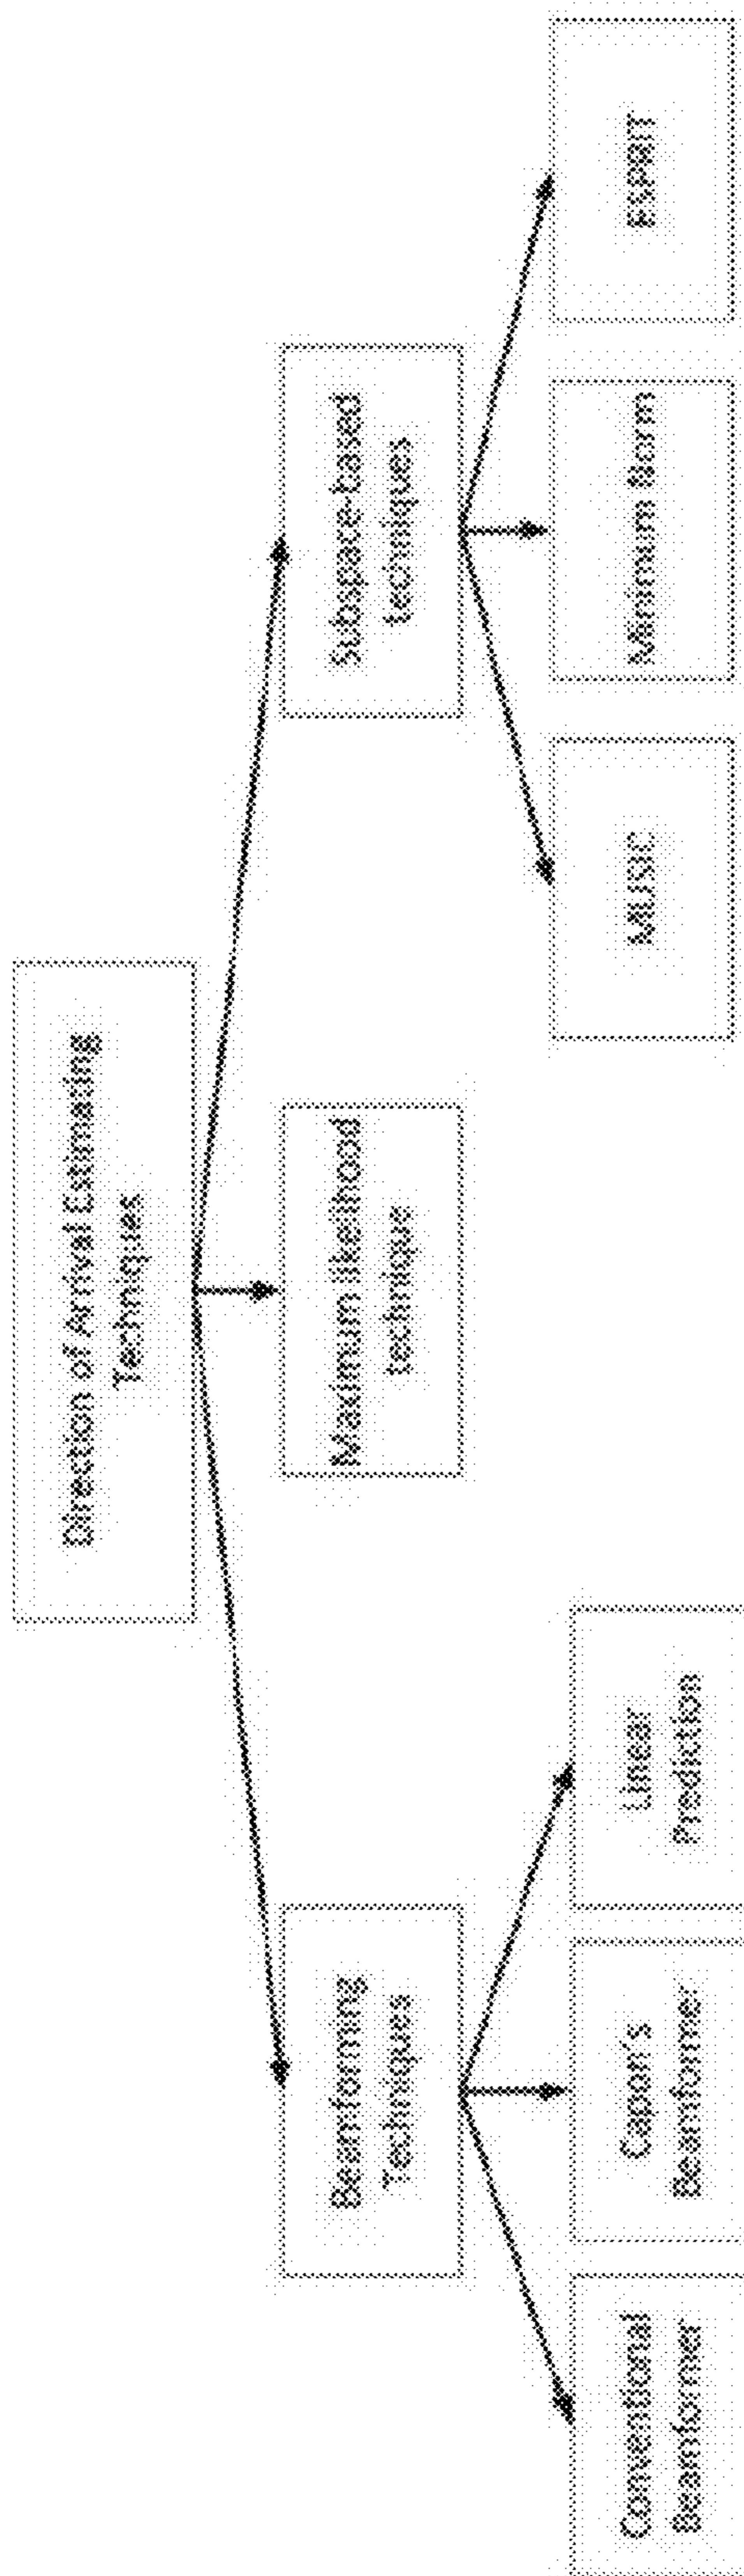 Direction of Arrival Estimating
Techniques
Beamforming
Techniques
Maximum likelihood
technique
Subspace-based
techniques
Conventional
Beamformer
Capon's
Beamformer
Linear
Prediction
MUSIC
Minimum Norm
ESPRIT